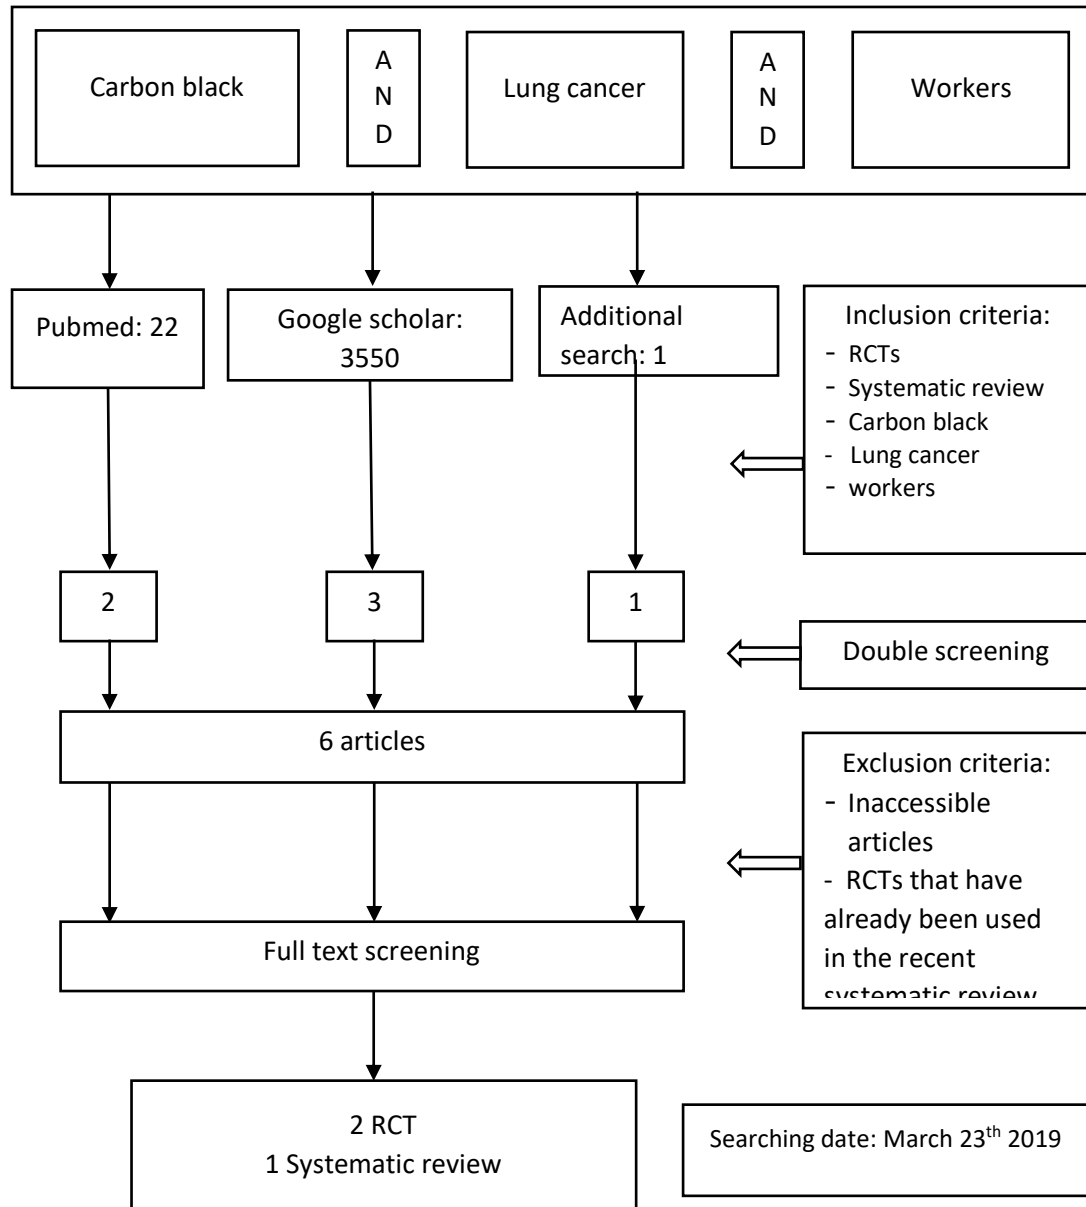 Carbon black
A
N
D
Lung cancer
A
N
D
Workers
Pubmed: 22
Google scholar:
3550
Additional
search: 1
Inclusion criteria:
- RCTs
- Systematic review
- Carbon black
- Lung cancer
- workers
2
3
1
Double screening
6 articles
Exclusion criteria:
- Inaccessible
articles
- RCTs that have
already been used
in the recent
systematic review
Full text screening
2 RCT
1 Systematic review
Searching date: March 23th 2019